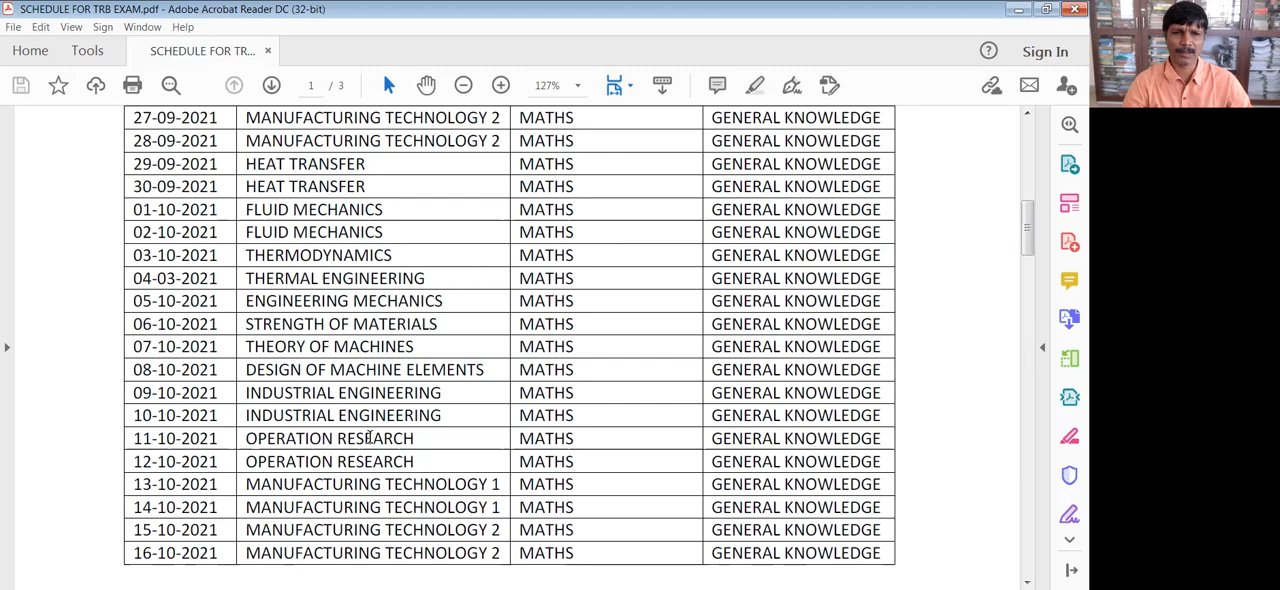 SCHEDULE FOR TRB EXAM.pdf - Adobe Acrobat Reader DC (32-bit)
File Edit View Sign Window Help
Home Tools SCHEDULE FOR TR... × Sign In
1 / 3 127%
27-09-2021 MANUFACTURING TECHNOLOGY 2 MATHS GENERAL KNOWLEDGE
28-09-2021 MANUFACTURING TECHNOLOGY 2 MATHS GENERAL KNOWLEDGE
29-09-2021 HEAT TRANSFER MATHS GENERAL KNOWLEDGE
30-09-2021 HEAT TRANSFER MATHS GENERAL KNOWLEDGE
01-10-2021 FLUID MECHANICS MATHS GENERAL KNOWLEDGE
02-10-2021 FLUID MECHANICS MATHS GENERAL KNOWLEDGE
03-10-2021 THERMODYNAMICS MATHS GENERAL KNOWLEDGE
04-03-2021 THERMAL ENGINEERING MATHS GENERAL KNOWLEDGE
05-10-2021 ENGINEERING MECHANICS MATHS GENERAL KNOWLEDGE
06-10-2021 STRENGTH OF MATERIALS MATHS GENERAL KNOWLEDGE
07-10-2021 THEORY OF MACHINES MATHS GENERAL KNOWLEDGE
08-10-2021 DESIGN OF MACHINE ELEMENTS MATHS GENERAL KNOWLEDGE
09-10-2021 INDUSTRIAL ENGINEERING MATHS GENERAL KNOWLEDGE
10-10-2021 INDUSTRIAL ENGINEERING MATHS GENERAL KNOWLEDGE
11-10-2021 OPERATION RESEARCH MATHS GENERAL KNOWLEDGE
12-10-2021 OPERATION RESEARCH MATHS GENERAL KNOWLEDGE
13-10-2021 MANUFACTURING TECHNOLOGY 1 MATHS GENERAL KNOWLEDGE
14-10-2021 MANUFACTURING TECHNOLOGY 1 MATHS GENERAL KNOWLEDGE
15-10-2021 MANUFACTURING TECHNOLOGY 2 MATHS GENERAL KNOWLEDGE
16-10-2021 MANUFACTURING TECHNOLOGY 2 MATHS GENERAL KNOWLEDGE